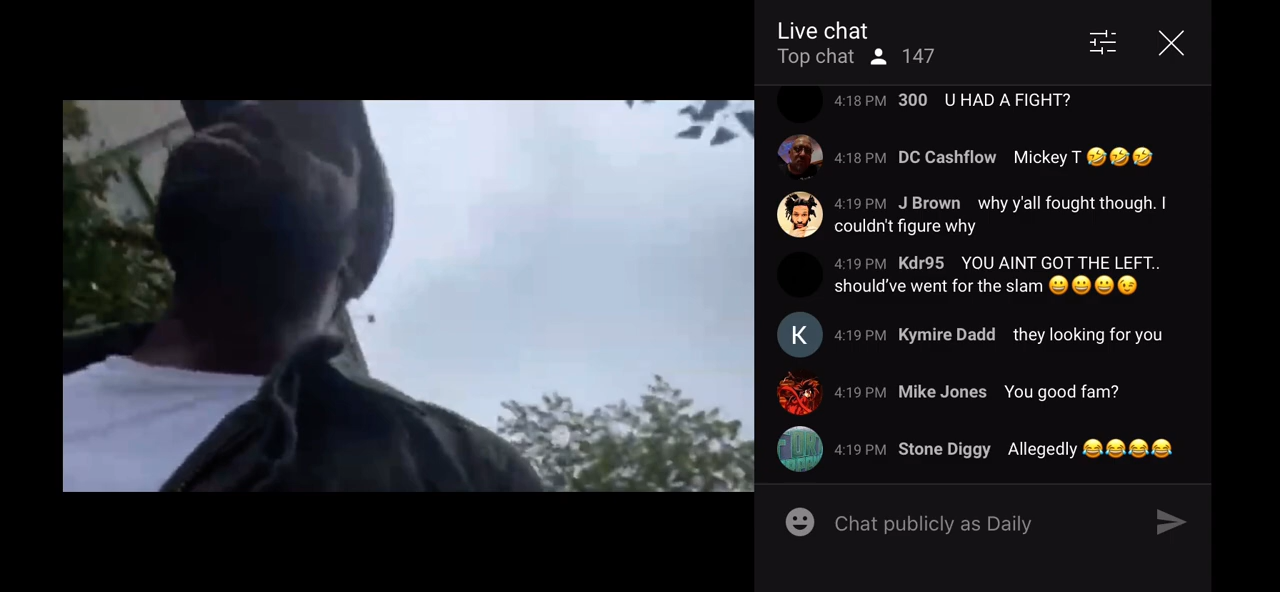 Live chat
Top chat 147
4:18 PM 300 U HAD A FIGHT?
4:18 PM DC Cashflow Mickey T 🤣🤣🤣
4:19 PM J Brown why y'all fought though. I
couldn't figure why
4:19 PM Kdr95 YOU AINT GOT THE LEFT..
should’ve went for the slam 😀😀😀😉
K 4:19 PM Kymire Dadd they looking for you
4:19 PM Mike Jones You good fam?
4:19 PM Stone Diggy Allegedly 😂😂😂😂
Chat publicly as Daily